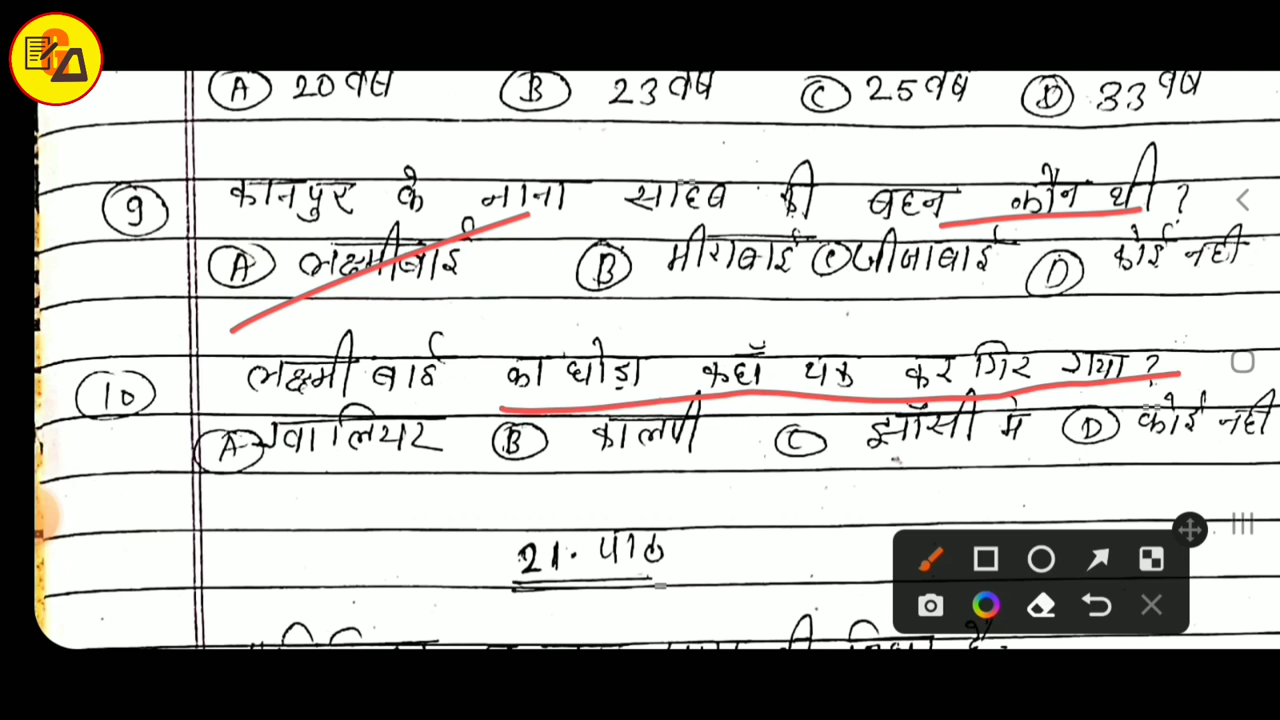 (A) 20 वर्ष (B) 23 वर्ष (C) 25 वर्ष (D) 33 वर्ष
(9) कानपुर के नाना साहब की बहन कौन थी ?
(A) लक्ष्मीबाई (B) मीराबाई (C) जीजाबाई (D) कोई नही
(10) लक्ष्मी बाई का घोड़ा कहाँ थक कर गिर गया ?
(A) ग्वालियर (B) कालपी (C) झाँसी मे (D) कोई नही
21. पाठ